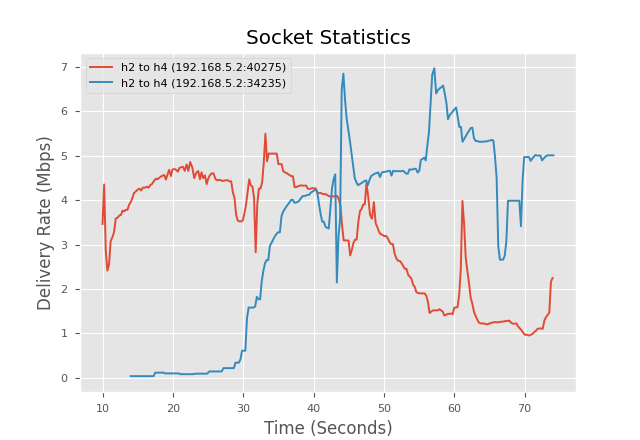 Socket Statistics
h2 to h4 (192.168.5.2:40275)
h2 to h4 (192.168.5.2:34235)
Delivery Rate (Mbps)
7
6
5
4
3
2
1
0
10 20 30 40 50 60 70
Time (Seconds)